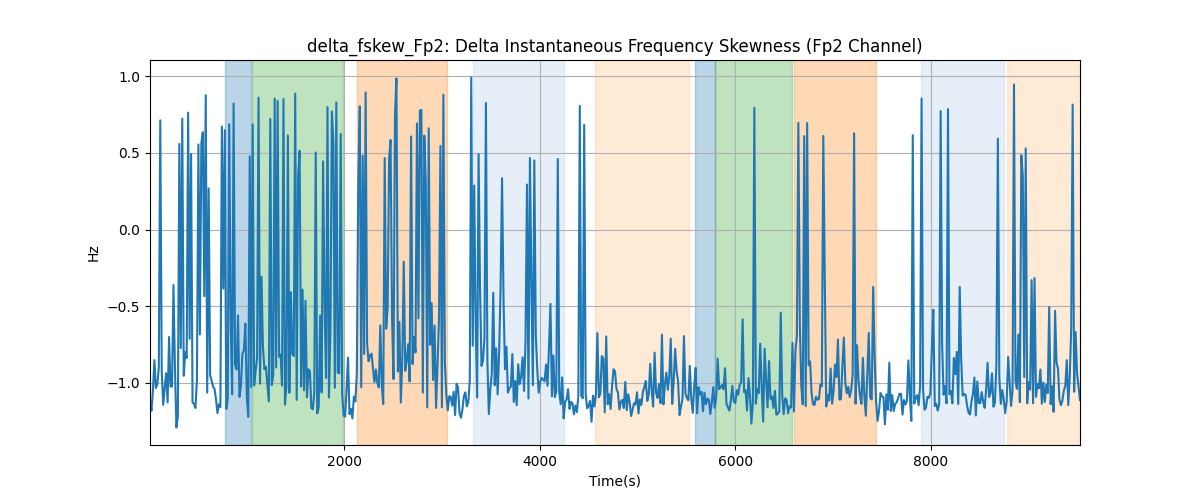 delta_fskew_Fp2: Delta Instantaneous Frequency Skewness (Fp2 Channel)
1.0
0.5
0.0
−0.5
−1.0
Hz
2000 4000 6000 8000
Time(s)